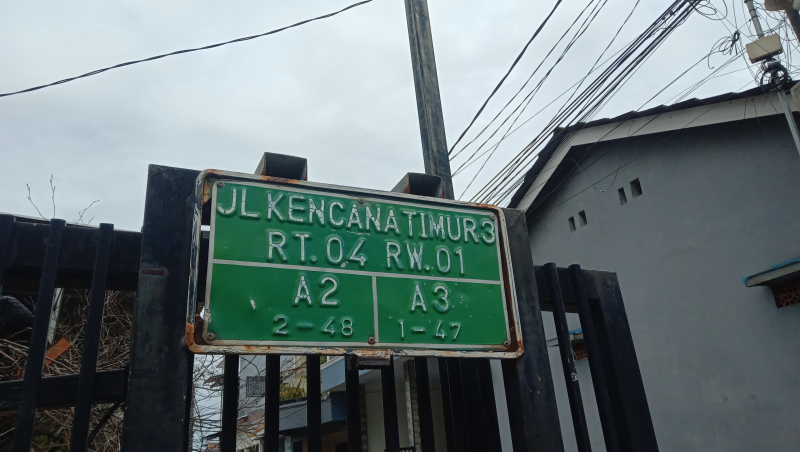 JL KENCANA TIMUR 3
RT. 04 RW. 01
A2 A3
2-48 1-47